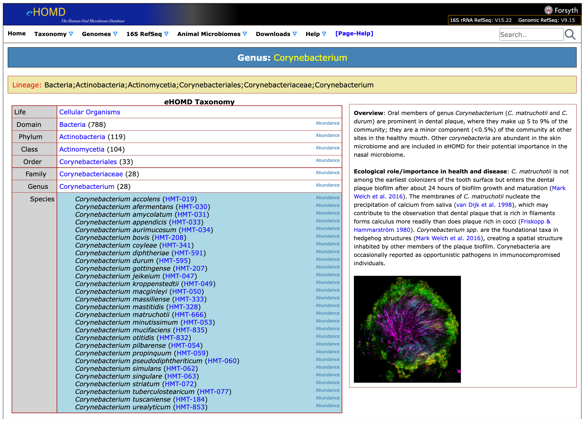 eHOMD
The Human Oral Microbiome Database
Forsyth
16S rRNA RefSeq: V15.22 Genomic RefSeq: V9.15
Home Taxonomy ∇ Genomes ∇ 16S RefSeq ∇ Animal Microbiomes ∇ Downloads ∇ Help ∇ [Page-Help]
Search..
Genus: Corynebacterium
Lineage: Bacteria;Actinobacteria;Actinomycetia;Corynebacteriales;Corynebacteriaceae;Corynebacterium
eHOMD Taxonomy
Life Cellular Organisms
Domain Bacteria (788) Abundance
Phylum Actinobacteria (119) Abundance
Class Actinomycetia (104) Abundance
Order Corynebacteriales (33) Abundance
Family Corynebacteriaceae (28) Abundance
Genus Corynebacterium (28) Abundance
Species Corynebacterium accolens (HMT-019) Abundance
Corynebacterium afermentans (HMT-030) Abundance
Corynebacterium amycolatum (HMT-031) Abundance
Corynebacterium appendicis (HMT-033) Abundance
Corynebacterium aurimucosum (HMT-034) Abundance
Corynebacterium bovis (HMT-208) Abundance
Corynebacterium coyleae (HMT-341) Abundance
Corynebacterium diphtheriae (HMT-591) Abundance
Corynebacterium durum (HMT-595) Abundance
Corynebacterium gottingense (HMT-207) Abundance
Corynebacterium jeikeium (HMT-047) Abundance
Corynebacterium kroppenstedtii (HMT-049) Abundance
Corynebacterium macginleyi (HMT-050) Abundance
Corynebacterium massiliense (HMT-333) Abundance
Corynebacterium mastitidis (HMT-328) Abundance
Corynebacterium matruchotii (HMT-666) Abundance
Corynebacterium minutissimum (HMT-053) Abundance
Corynebacterium mucifaciens (HMT-835) Abundance
Corynebacterium otitidis (HMT-832) Abundance
Corynebacterium pilbarense (HMT-054) Abundance
Corynebacterium propinquum (HMT-059) Abundance
Corynebacterium pseudodiphtheriticum (HMT-060) Abundance
Corynebacterium simulans (HMT-062) Abundance
Corynebacterium singulare (HMT-063) Abundance
Corynebacterium striatum (HMT-072) Abundance
Corynebacterium tuberculostearicum (HMT-077) Abundance
Corynebacterium tuscaniense (HMT-184) Abundance
Corynebacterium urealyticum (HMT-853) Abundance
Overview: Oral members of genus Corynebacterium (C. matruchotii and C.
durum) are prominent in dental plaque, where they make up 5 to 9% of the
community; they are a minor component (<0.5%) of the community at other
sites in the healthy mouth. Other corynebacteria are abundant in the skin
microbiome and are included in eHOMD for their potential importance in the
nasal microbiome.
Ecological role/importance in health and disease: C. matruchotii is not
among the earliest colonizers of the tooth surface but enters the dental
plaque biofilm after about 24 hours of biofilm growth and maturation (Mark
Welch et al. 2016). The membranes of C. matruchotii nucleate the
precipitation of calcium from saliva (van Dijk et al. 1998), which may
contribute to the observation that dental plaque that is rich in filaments
forms calculus more readily than does plaque rich in cocci (Friskopp &
Hammarström 1980). Corynebacterium spp. are the foundational taxa in
hedgehog structures (Mark Welch et al. 2016), creating a spatial structure
inhabited by other members of the plaque biofilm. Corynebacterium are
occasionally reported as opportunistic pathogens in immunocompromised
individuals.